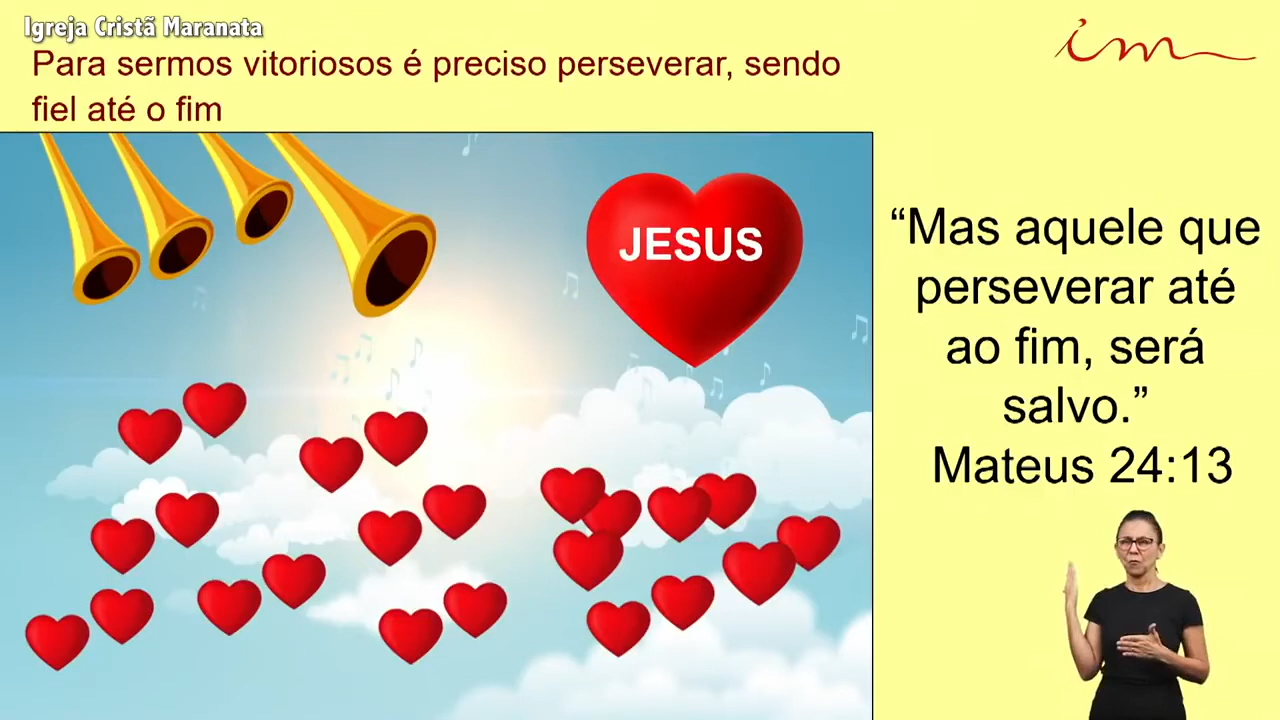 Igreja Cristã Maranata
Para sermos vitoriosos é preciso perseverar, sendo
fiel até o fim
im
JESUS
“Mas aquele que
perseverar até
ao fim, será
salvo.”
Mateus 24:13